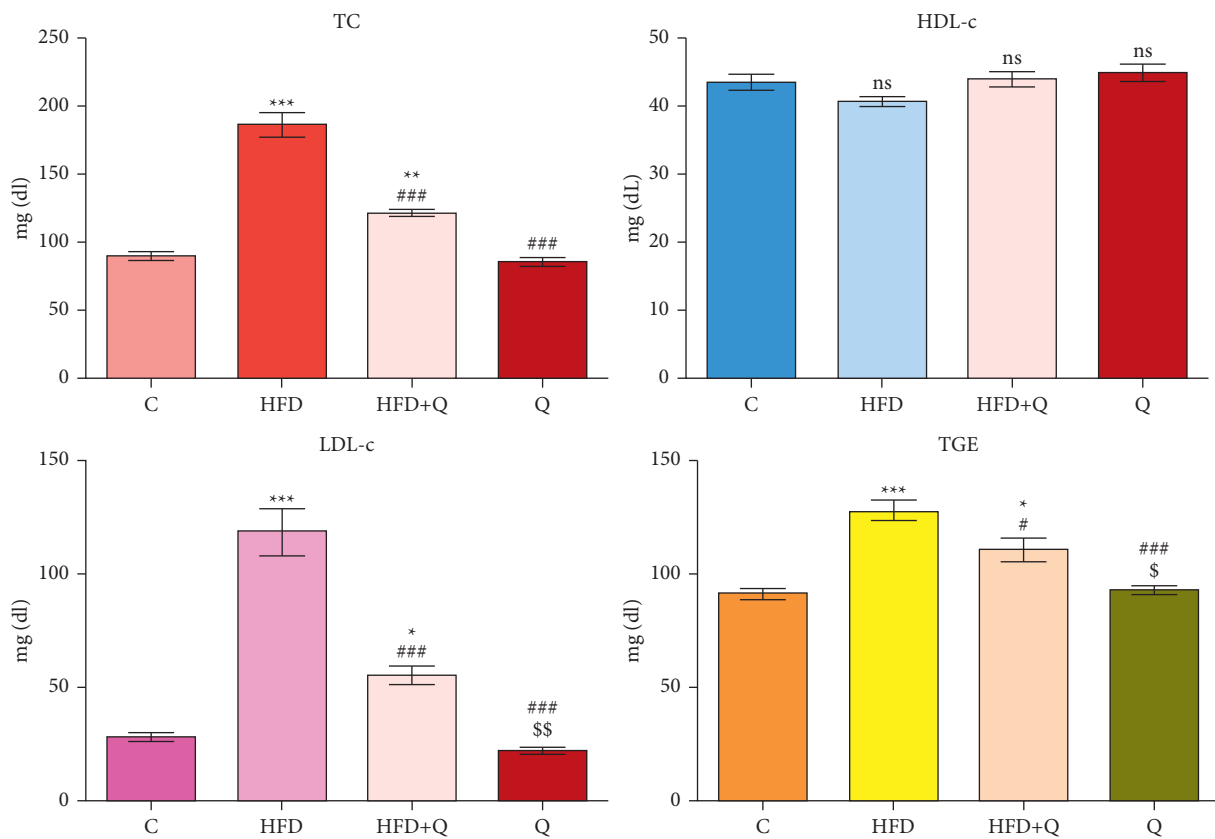 TC
mg (dl)
250
200
150
100
50
0
***
**
###
###
C HFD HFD+Q Q
HDL-c
mg (dL)
50
40
30
20
10
0
ns
ns
ns
C HFD HFD+Q Q
LDL-c
mg (dl)
150
100
50
0
***
*
###
###
$$
C HFD HFD+Q Q
TGE
mg (dl)
150
100
50
0
***
*
#
###
$
C HFD HFD+Q Q